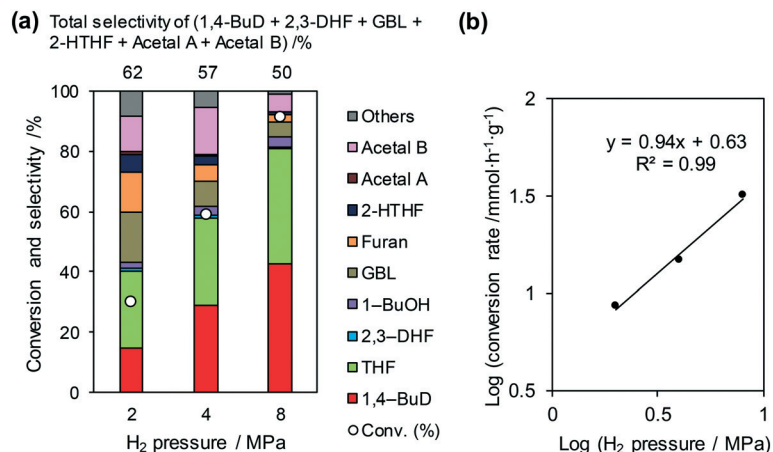 (a) Total selectivity of (1,4-BuD + 2,3-DHF + GBL +
2-HTHF + Acetal A + Acetal B) /%
62 57 50
100
80
60
40
20
0
Conversion and selectivity /%
2 4 8
H₂ pressure / MPa
Others
Acetal B
Acetal A
2-HTHF
Furan
GBL
1–BuOH
2,3–DHF
THF
1,4–BuD
Conv. (%)
(b)
2
1.5
1
0.5
Log (conversion rate /mmol·h⁻¹·g⁻¹)
y = 0.94x + 0.63
R² = 0.99
0 0.5 1
Log (H₂ pressure / MPa)